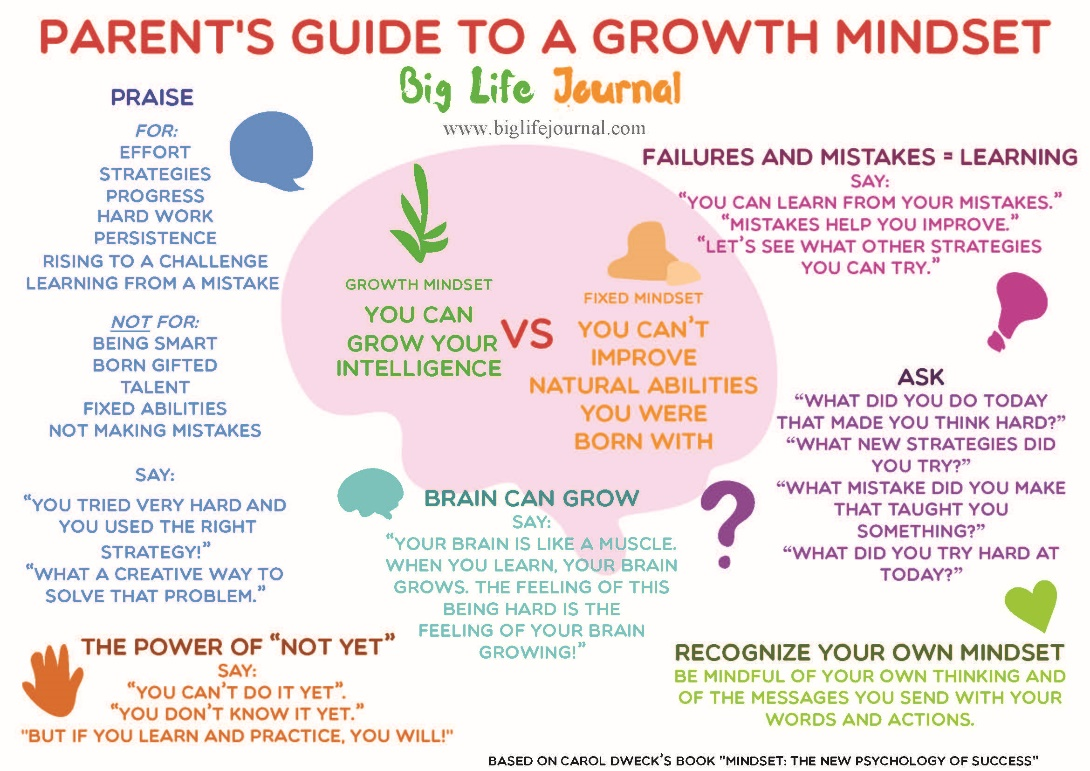 PARENT'S GUIDE TO A GROWTH MINDSET
Big Life Journal
www.biglifejournal.com
PRAISE
FOR:
EFFORT
STRATEGIES
PROGRESS
HARD WORK
PERSISTENCE
RISING TO A CHALLENGE
LEARNING FROM A MISTAKE
NOT FOR:
BEING SMART
BORN GIFTED
TALENT
FIXED ABILITIES
NOT MAKING MISTAKES
SAY:
“YOU TRIED VERY HARD AND
YOU USED THE RIGHT
STRATEGY!”
“WHAT A CREATIVE WAY TO
SOLVE THAT PROBLEM.”
GROWTH MINDSET
YOU CAN
GROW YOUR
INTELLIGENCE
VS
FIXED MINDSET
YOU CAN'T
IMPROVE
NATURAL ABILITIES
YOU WERE
BORN WITH
FAILURES AND MISTAKES = LEARNING
SAY:
“YOU CAN LEARN FROM YOUR MISTAKES.”
“MISTAKES HELP YOU IMPROVE.”
“LET'S SEE WHAT OTHER STRATEGIES
YOU CAN TRY.”
ASK
“WHAT DID YOU DO TODAY
THAT MADE YOU THINK HARD?”
“WHAT NEW STRATEGIES DID
YOU TRY?”
“WHAT MISTAKE DID YOU MAKE
THAT TAUGHT YOU
SOMETHING?”
“WHAT DID YOU TRY HARD AT
TODAY?”
BRAIN CAN GROW
SAY:
“YOUR BRAIN IS LIKE A MUSCLE.
WHEN YOU LEARN, YOUR BRAIN
GROWS. THE FEELING OF THIS
BEING HARD IS THE
FEELING OF YOUR BRAIN
GROWING!”
THE POWER OF “NOT YET”
SAY:
“YOU CAN'T DO IT YET”.
“YOU DON'T KNOW IT YET.”
"BUT IF YOU LEARN AND PRACTICE, YOU WILL!"
RECOGNIZE YOUR OWN MINDSET
BE MINDFUL OF YOUR OWN THINKING AND
OF THE MESSAGES YOU SEND WITH YOUR
WORDS AND ACTIONS.
BASED ON CAROL DWECK'S BOOK "MINDSET: THE NEW PSYCHOLOGY OF SUCCESS"